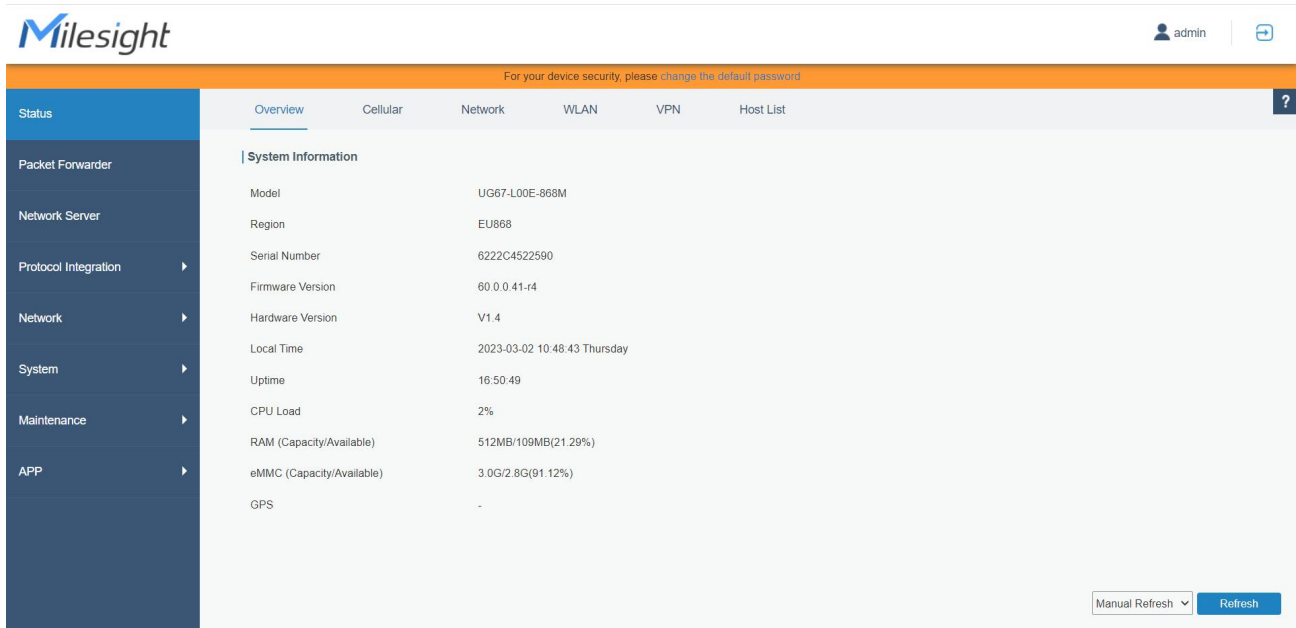 Milesight
admin
For your device security, please change the default password
Status
Overview Cellular Network WLAN VPN Host List
?
Packet Forwarder
Network Server
Protocol Integration
Network
System
Maintenance
APP
System Information
Model UG67-L00E-868M
Region EU868
Serial Number 6222C4522590
Firmware Version 60.0.0.41-r4
Hardware Version V1.4
Local Time 2023-03-02 10:48:43 Thursday
Uptime 16:50:49
CPU Load 2%
RAM (Capacity/Available) 512MB/109MB(21.29%)
eMMC (Capacity/Available) 3.0G/2.8G(91.12%)
GPS -
Manual Refresh Refresh